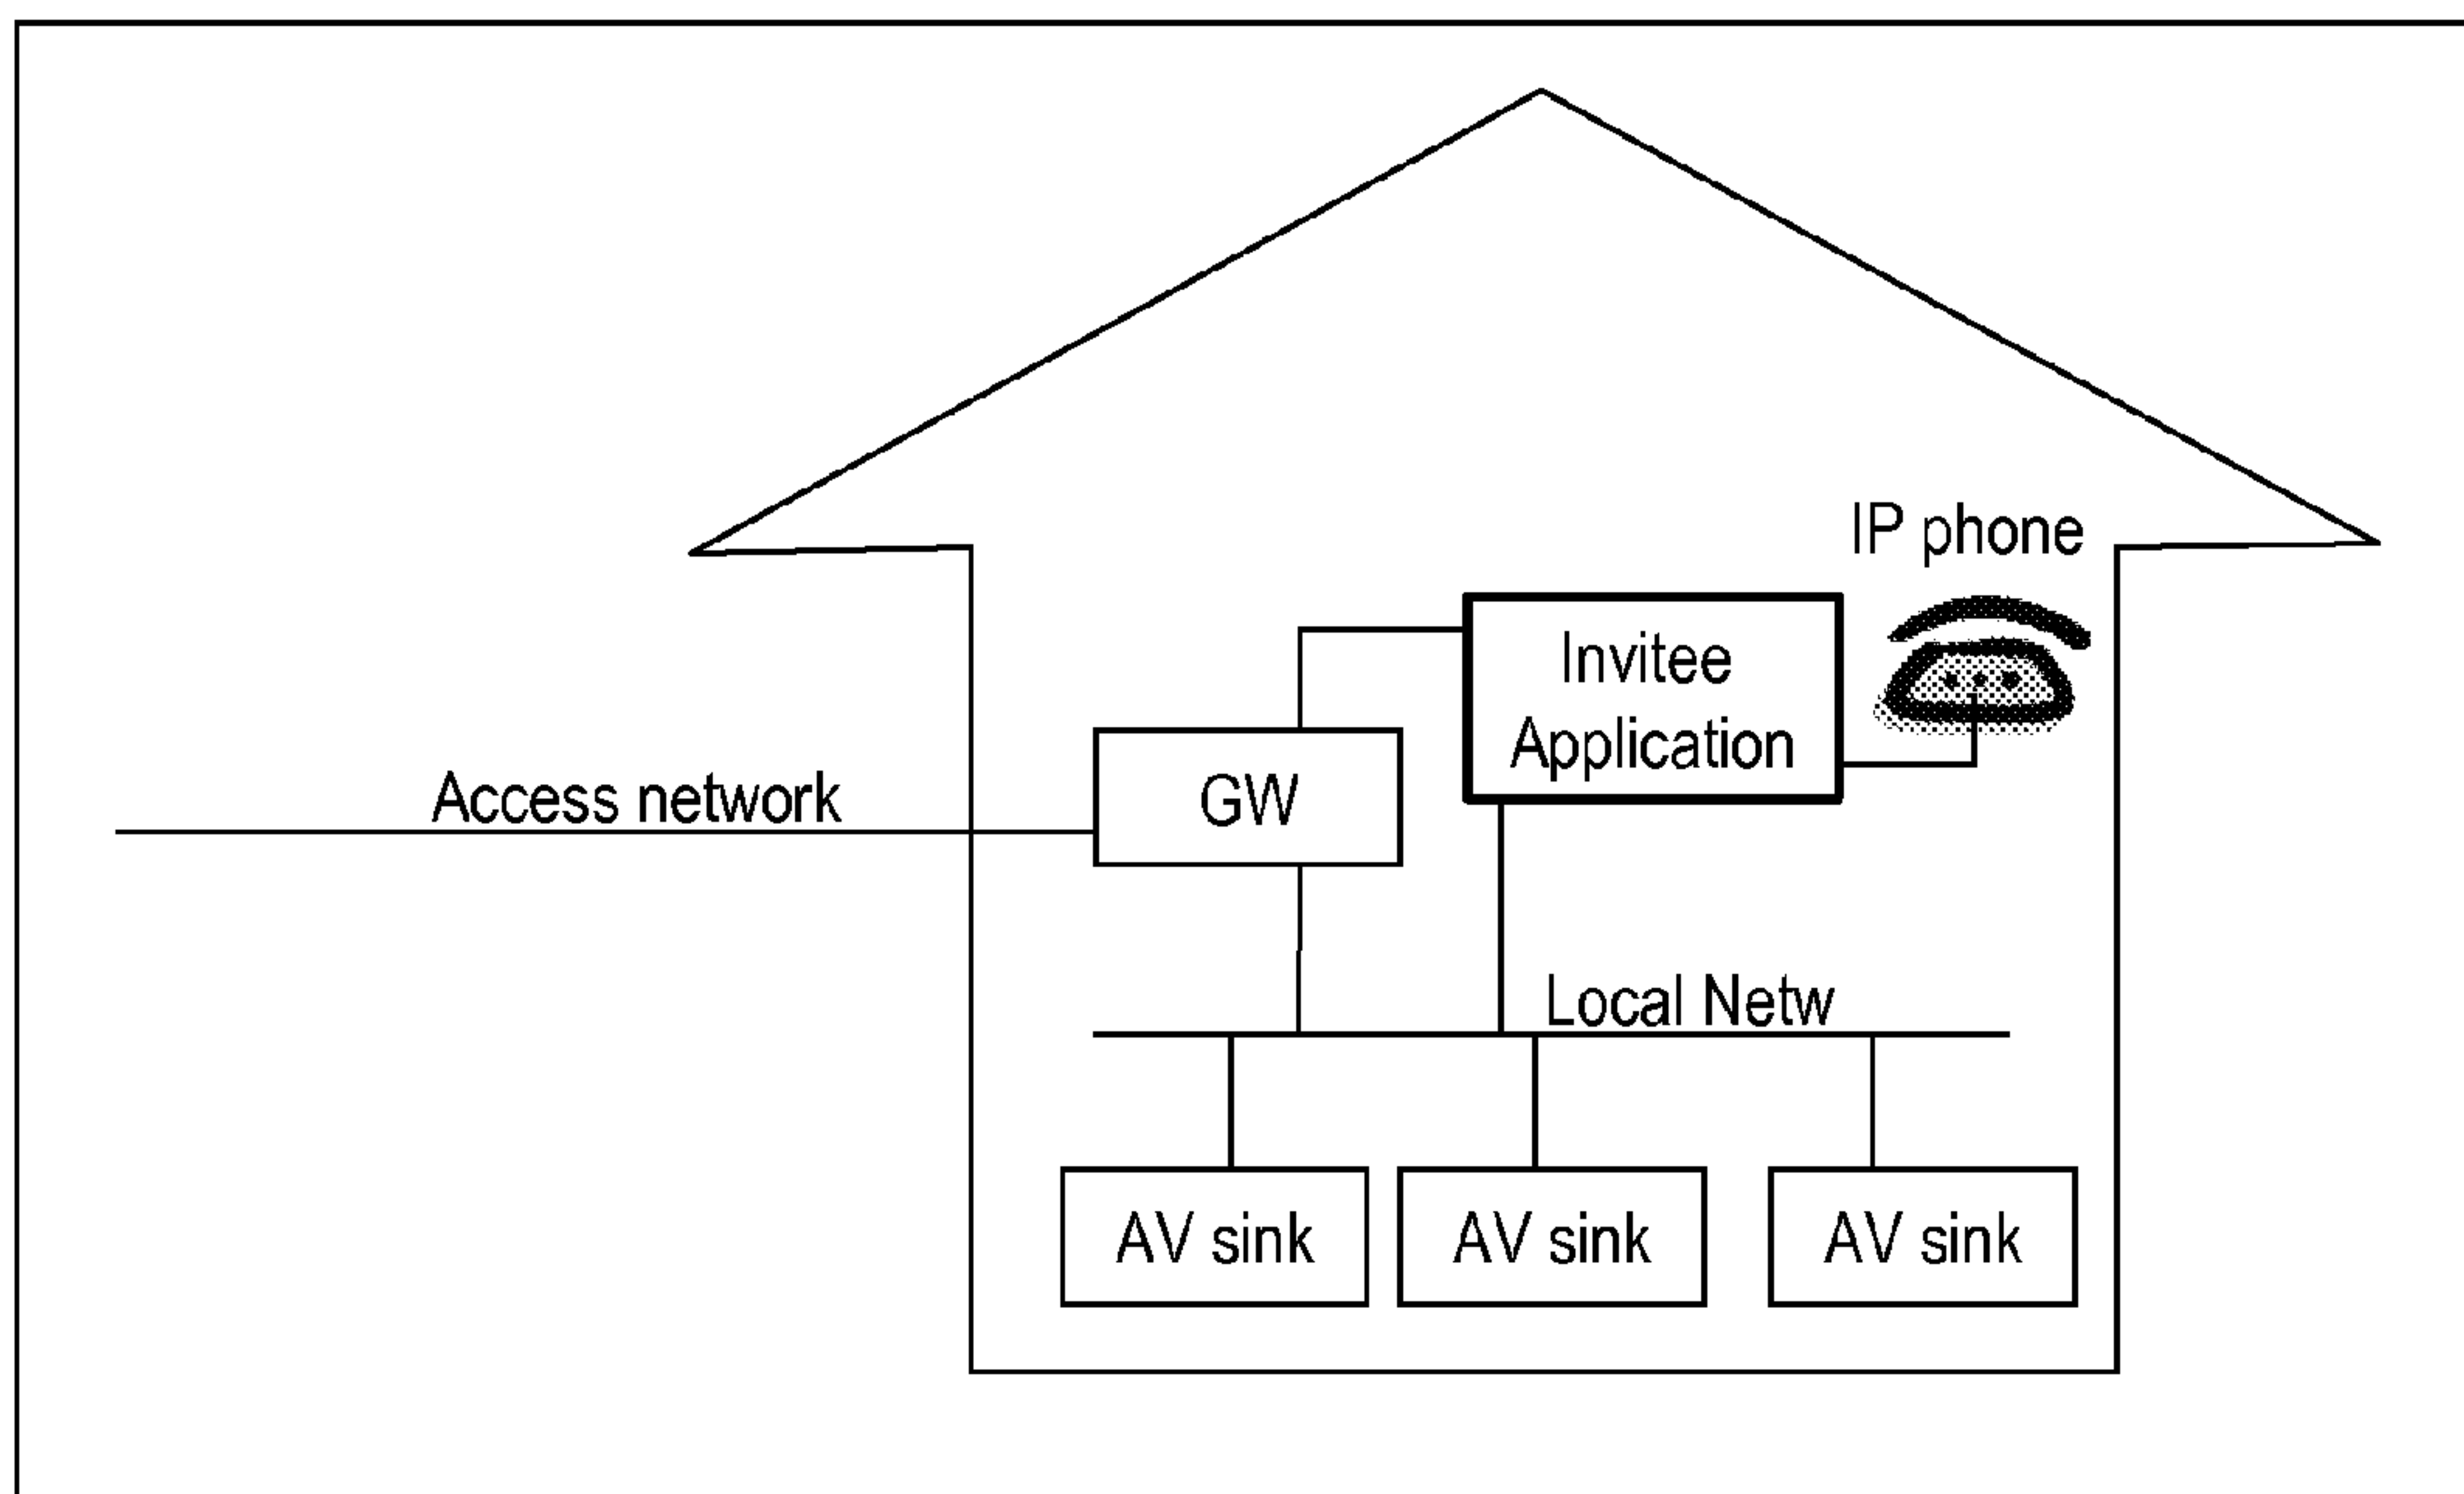 IP phone
Invitee
Application
GW
Access network
Local Netw
AV sink
AV sink
AV sink